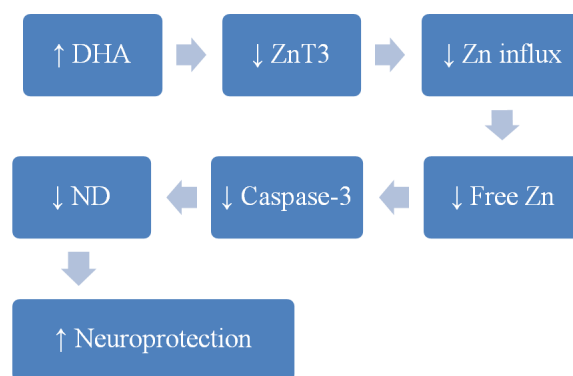 ↑ DHA
↓ ZnT3
↓ Zn influx
↓ Free Zn
↓ Caspase-3
↓ ND
↑ Neuroprotection